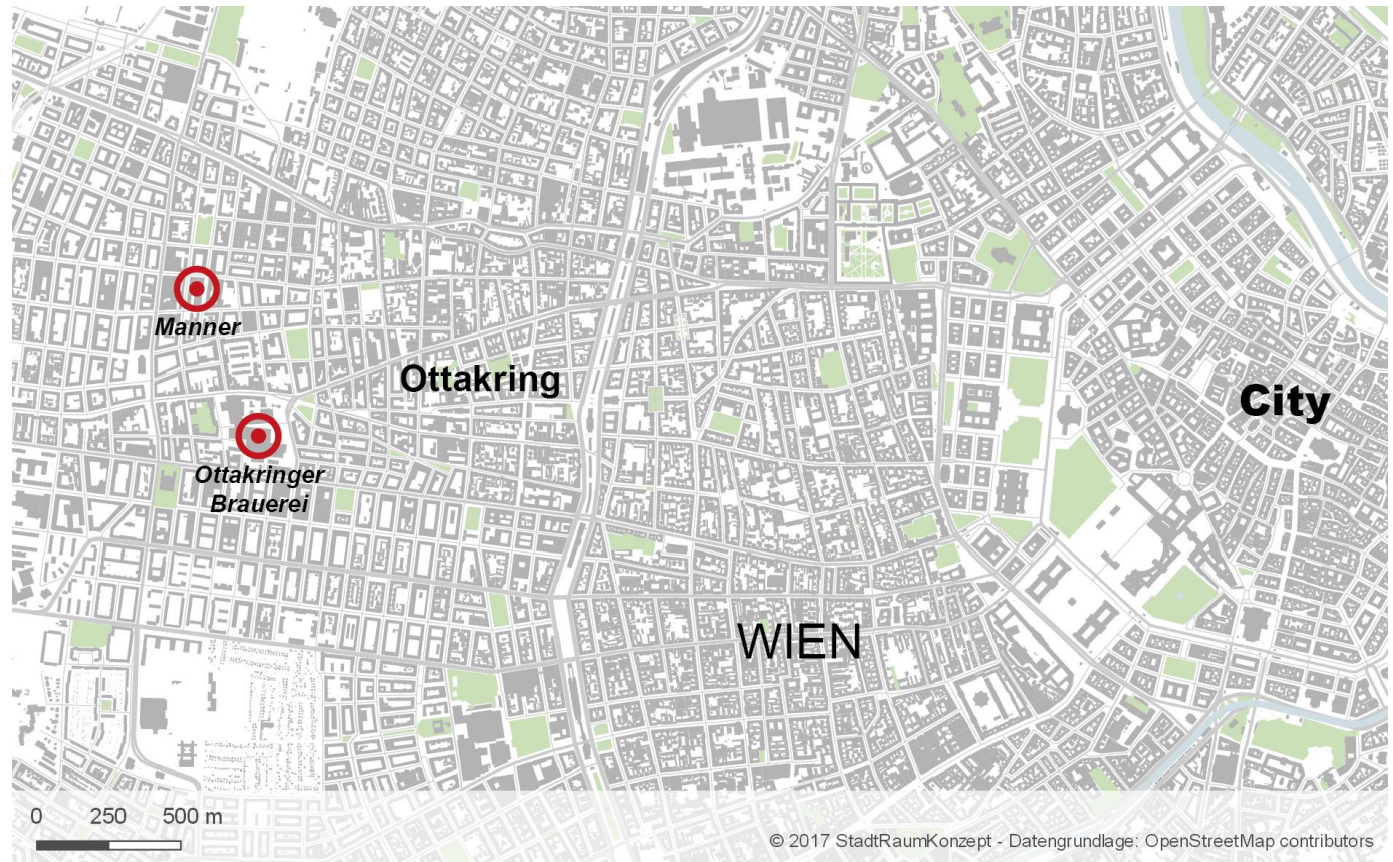 Manner
Ottakring
City
Ottakringer
Brauerei
WIEN
0 250 500 m
© 2017 StadtRaumKonzept - Datengrundlage: OpenStreetMap contributors